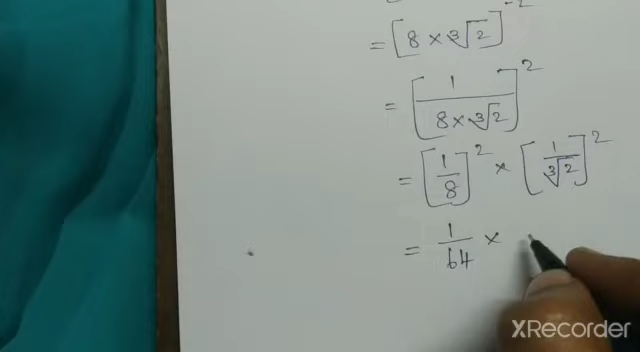 = [8 × ∛2]⁻²
= [1 / (8 × ∛2)]²
= [1/8]² × [1/∛2]²
= 1/64 ×
XRecorder